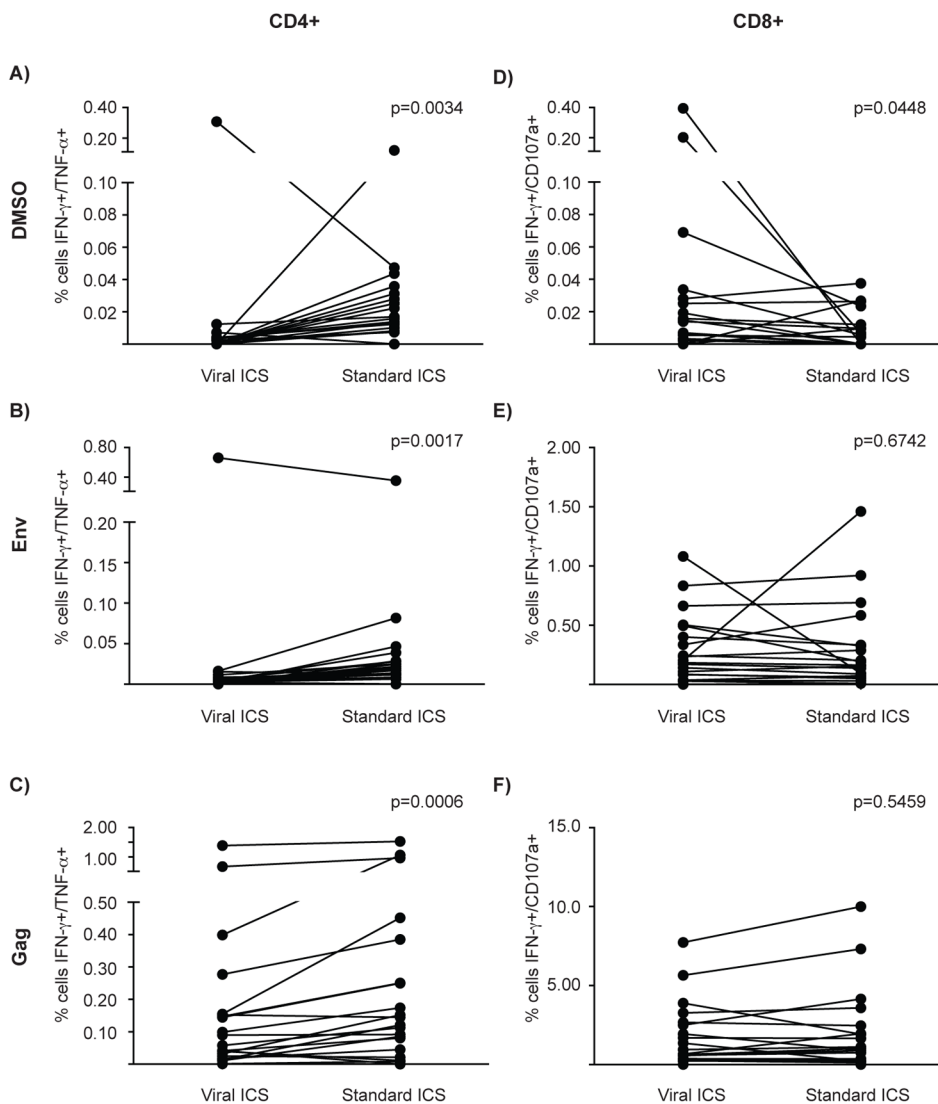 CD4+
CD8+
A)
p=0.0034
0.40
0.20
0.10
0.08
0.06
0.04
0.02
% cells IFN-γ+/TNF-α+
DMSO
Viral ICS
Standard ICS
D)
p=0.0448
0.40
0.20
0.10
0.08
0.06
0.04
0.02
% cells IFN-γ+/CD107a+
Viral ICS
Standard ICS
B)
p=0.0017
0.80
0.40
0.20
0.15
0.10
0.05
% cells IFN-γ+/TNF-α+
Env
Viral ICS
Standard ICS
E)
p=0.6742
2.00
1.50
1.00
0.50
% cells IFN-γ+/CD107a+
Viral ICS
Standard ICS
C)
p=0.0006
2.00
1.00
0.50
0.40
0.30
0.20
0.10
% cells IFN-γ+/TNF-α+
Gag
Viral ICS
Standard ICS
F)
p=0.5459
15.0
10.0
5.00
% cells IFN-γ+/CD107a+
Viral ICS
Standard ICS